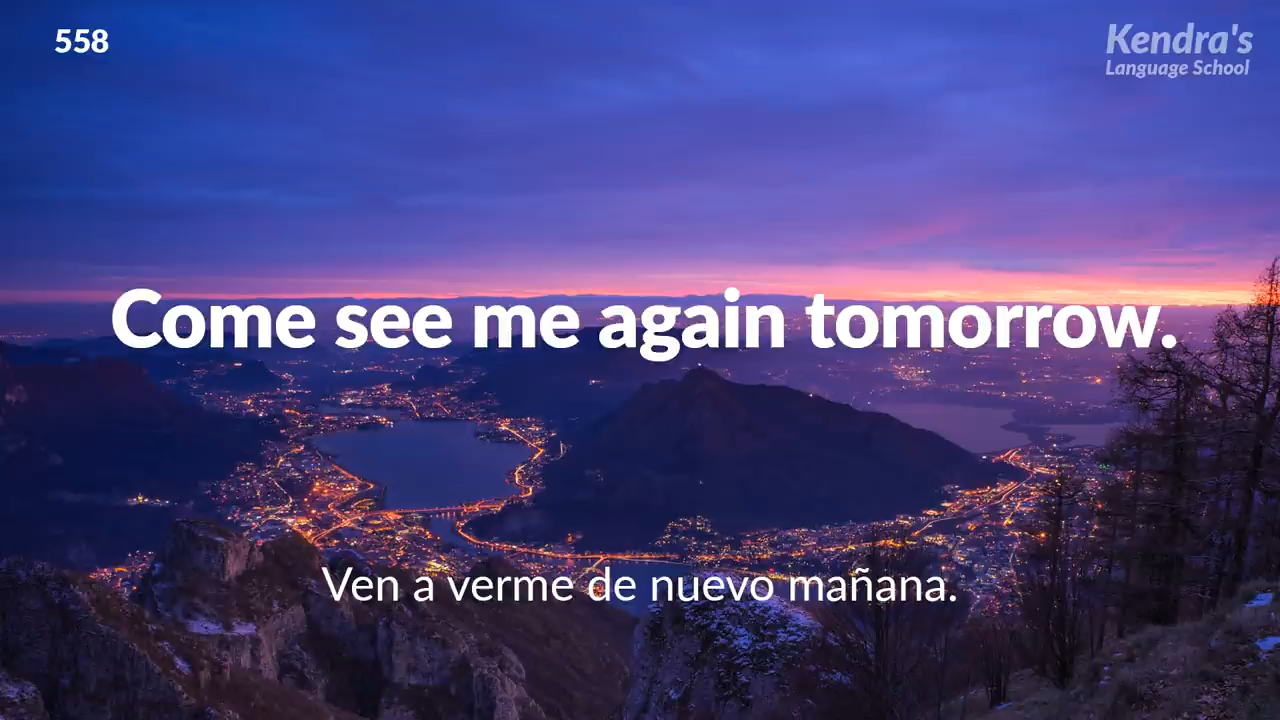 558
Kendra's
Language School
Come see me again tomorrow.
Ven a verme de nuevo mañana.